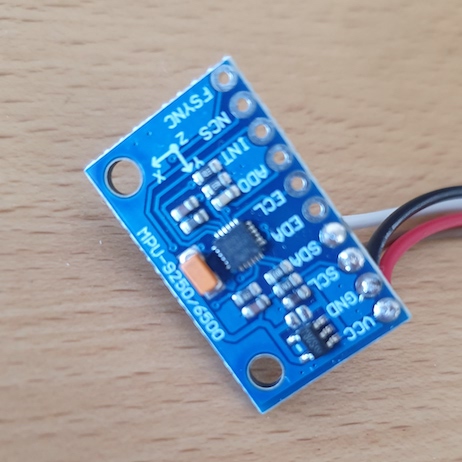 FSYNC
NCS
INT
ADO
ECL
EDA
SDA
SCL
GND
VCC
Z
Y
X
MPU-9250/6500